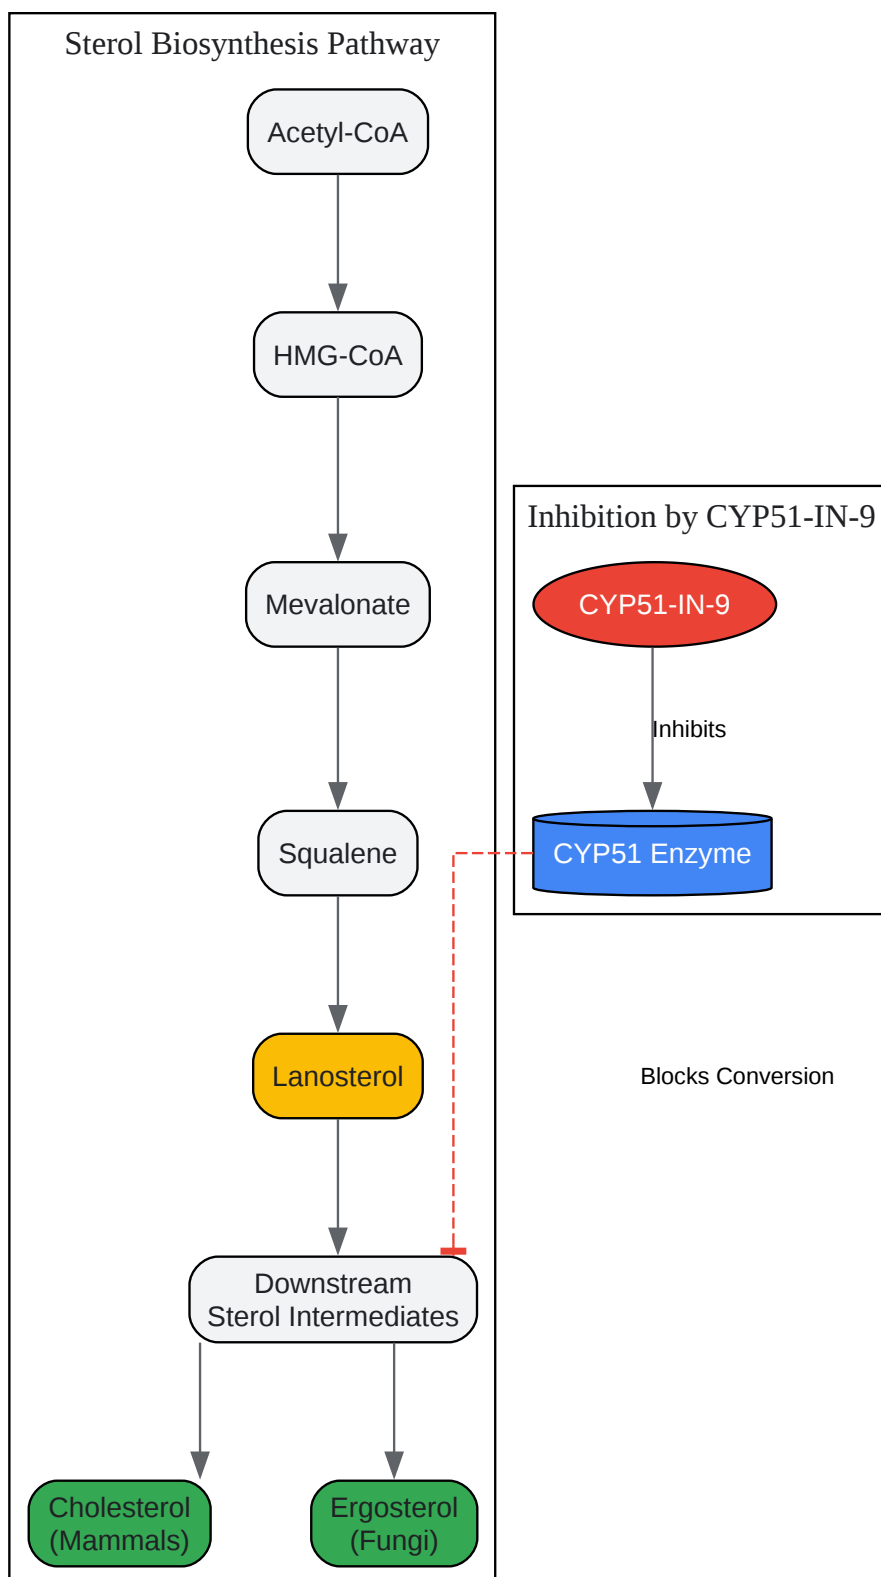 Sterol Biosynthesis Pathway
Acetyl-CoA
HMG-CoA
Mevalonate
Squalene
Lanosterol
Downstream
Sterol Intermediates
Cholesterol
(Mammals)
Ergosterol
(Fungi)
Inhibition by CYP51-IN-9
CYP51-IN-9
Inhibits
CYP51 Enzyme
Blocks Conversion